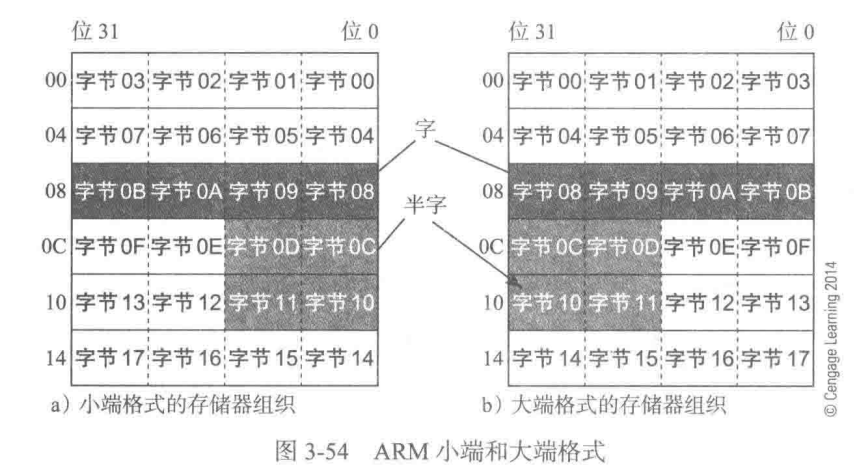 位 31 位 0 位 31 位 0
00 字节 03 字节 02 字节 01 字节 00 00 字节 00 字节 01 字节 02 字节 03
04 字节 07 字节 06 字节 05 字节 04 04 字节 04 字节 05 字节 06 字节 07
字
08 字节 0B 字节 0A 字节 09 字节 08 08 字节 08 字节 09 字节 0A 字节 0B
半字
0C 字节 0F 字节 0E 字节 0D 字节 0C 0C 字节 0C 字节 0D 字节 0E 字节 0F
10 字节 13 字节 12 字节 11 字节 10 10 字节 10 字节 11 字节 12 字节 13
14 字节 17 字节 16 字节 15 字节 14 14 字节 14 字节 15 字节 16 字节 17
© Cengage Learning 2014
a）小端格式的存储器组织 b）大端格式的存储器组织
图 3-54 ARM 小端和大端格式